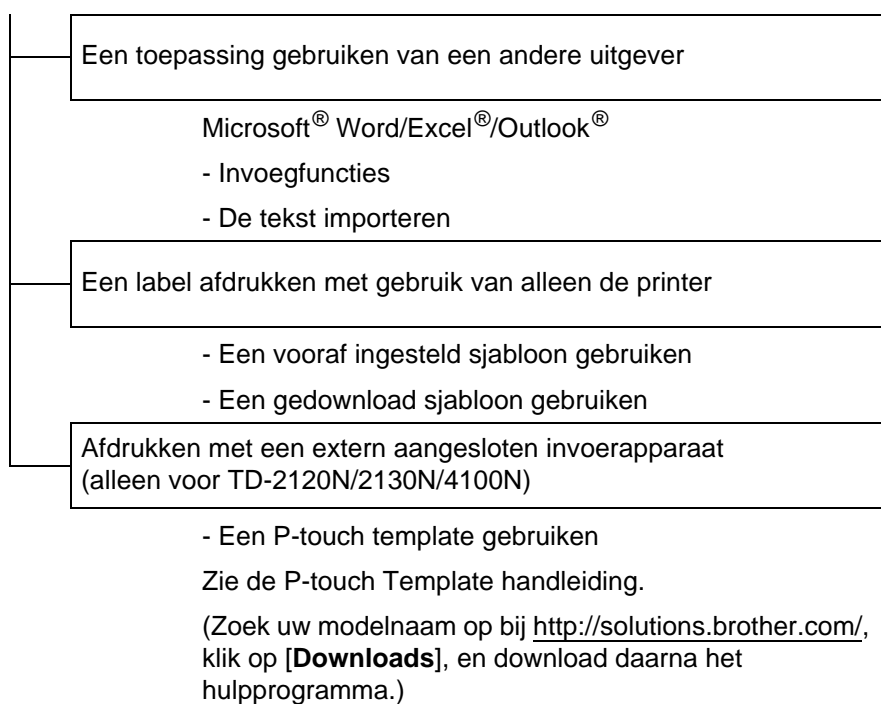 Een toepassing gebruiken van een andere uitgever
Microsoft® Word/Excel®/Outlook®
- Invoegfuncties
- De tekst importeren
Een label afdrukken met gebruik van alleen de printer
- Een vooraf ingesteld sjabloon gebruiken
- Een gedownload sjabloon gebruiken
Afdrukken met een extern aangesloten invoerapparaat
(alleen voor TD-2120N/2130N/4100N)
- Een P-touch template gebruiken
Zie de P-touch Template handleiding.
(Zoek uw modelnaam op bij http://solutions.brother.com/,
klik op [Downloads], en download daarna het
hulpprogramma.)